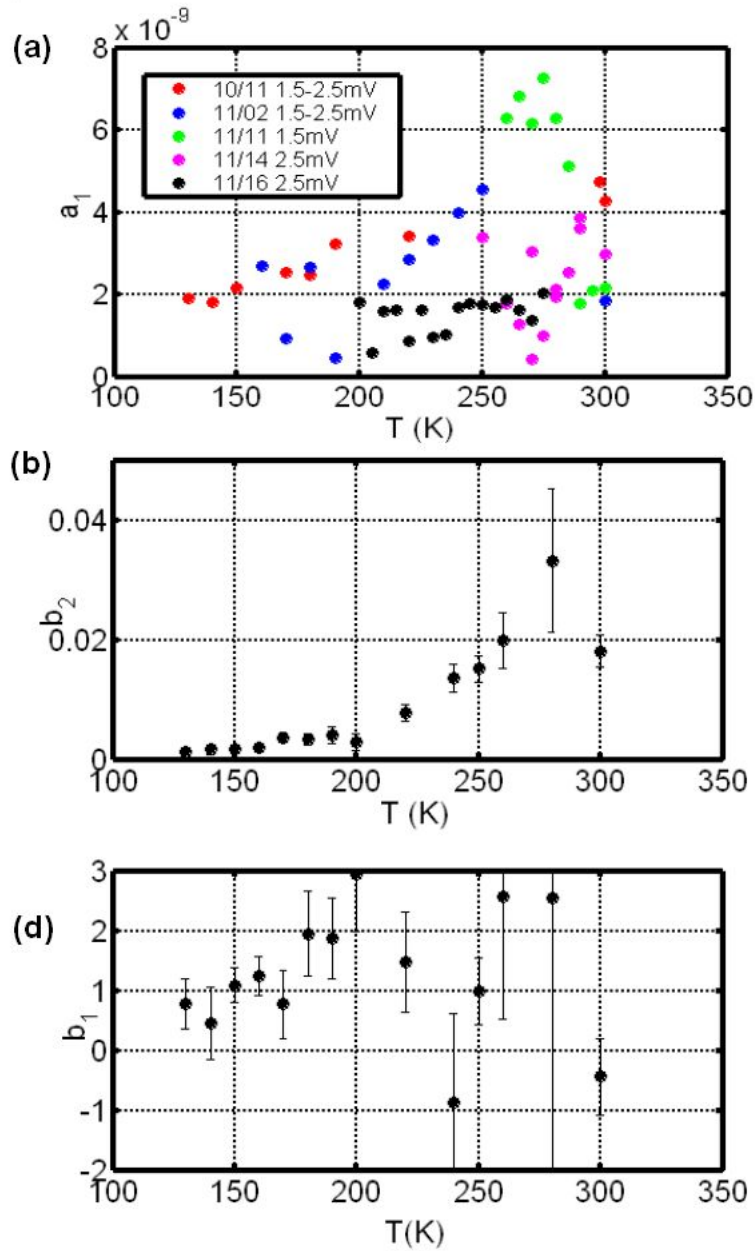 x 10⁻⁹
(a)
8
6
4
2
0
a₁
10/11 1.5-2.5mV
11/02 1.5-2.5mV
11/11 1.5mV
11/14 2.5mV
11/16 2.5mV
100 150 200 250 300 350
T (K)
(b)
0.04
0.02
0
b₂
100 150 200 250 300 350
T (K)
(d)
3
2
1
0
-1
-2
b₁
100 150 200 250 300 350
T(K)